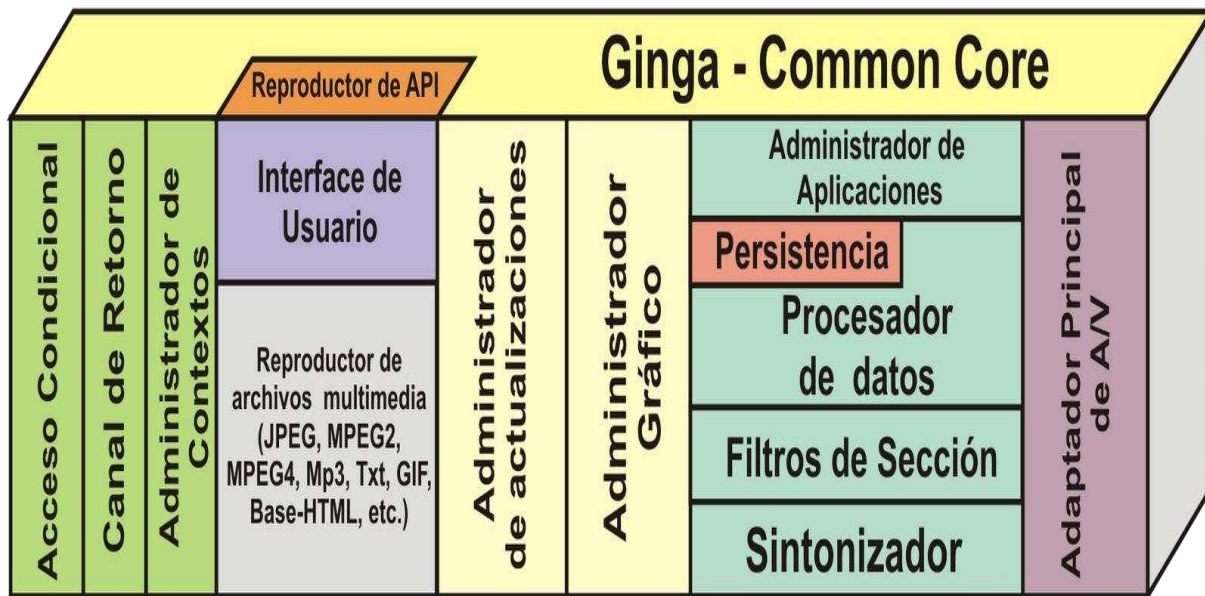 Ginga - Common Core
Reproductor de API
Acceso Condicional
Canal de Retorno
Administrador de
Contextos
Interface de
Usuario
Reproductor de
archivos multimedia
(JPEG, MPEG2,
MPEG4, Mp3, Txt, GIF,
Base-HTML, etc.)
Administrador
de actualizaciones
Administrador
Gráfico
Administrador de
Aplicaciones
Persistencia
Procesador
de datos
Filtros de Sección
Sintonizador
Adaptador Principal
de A/V